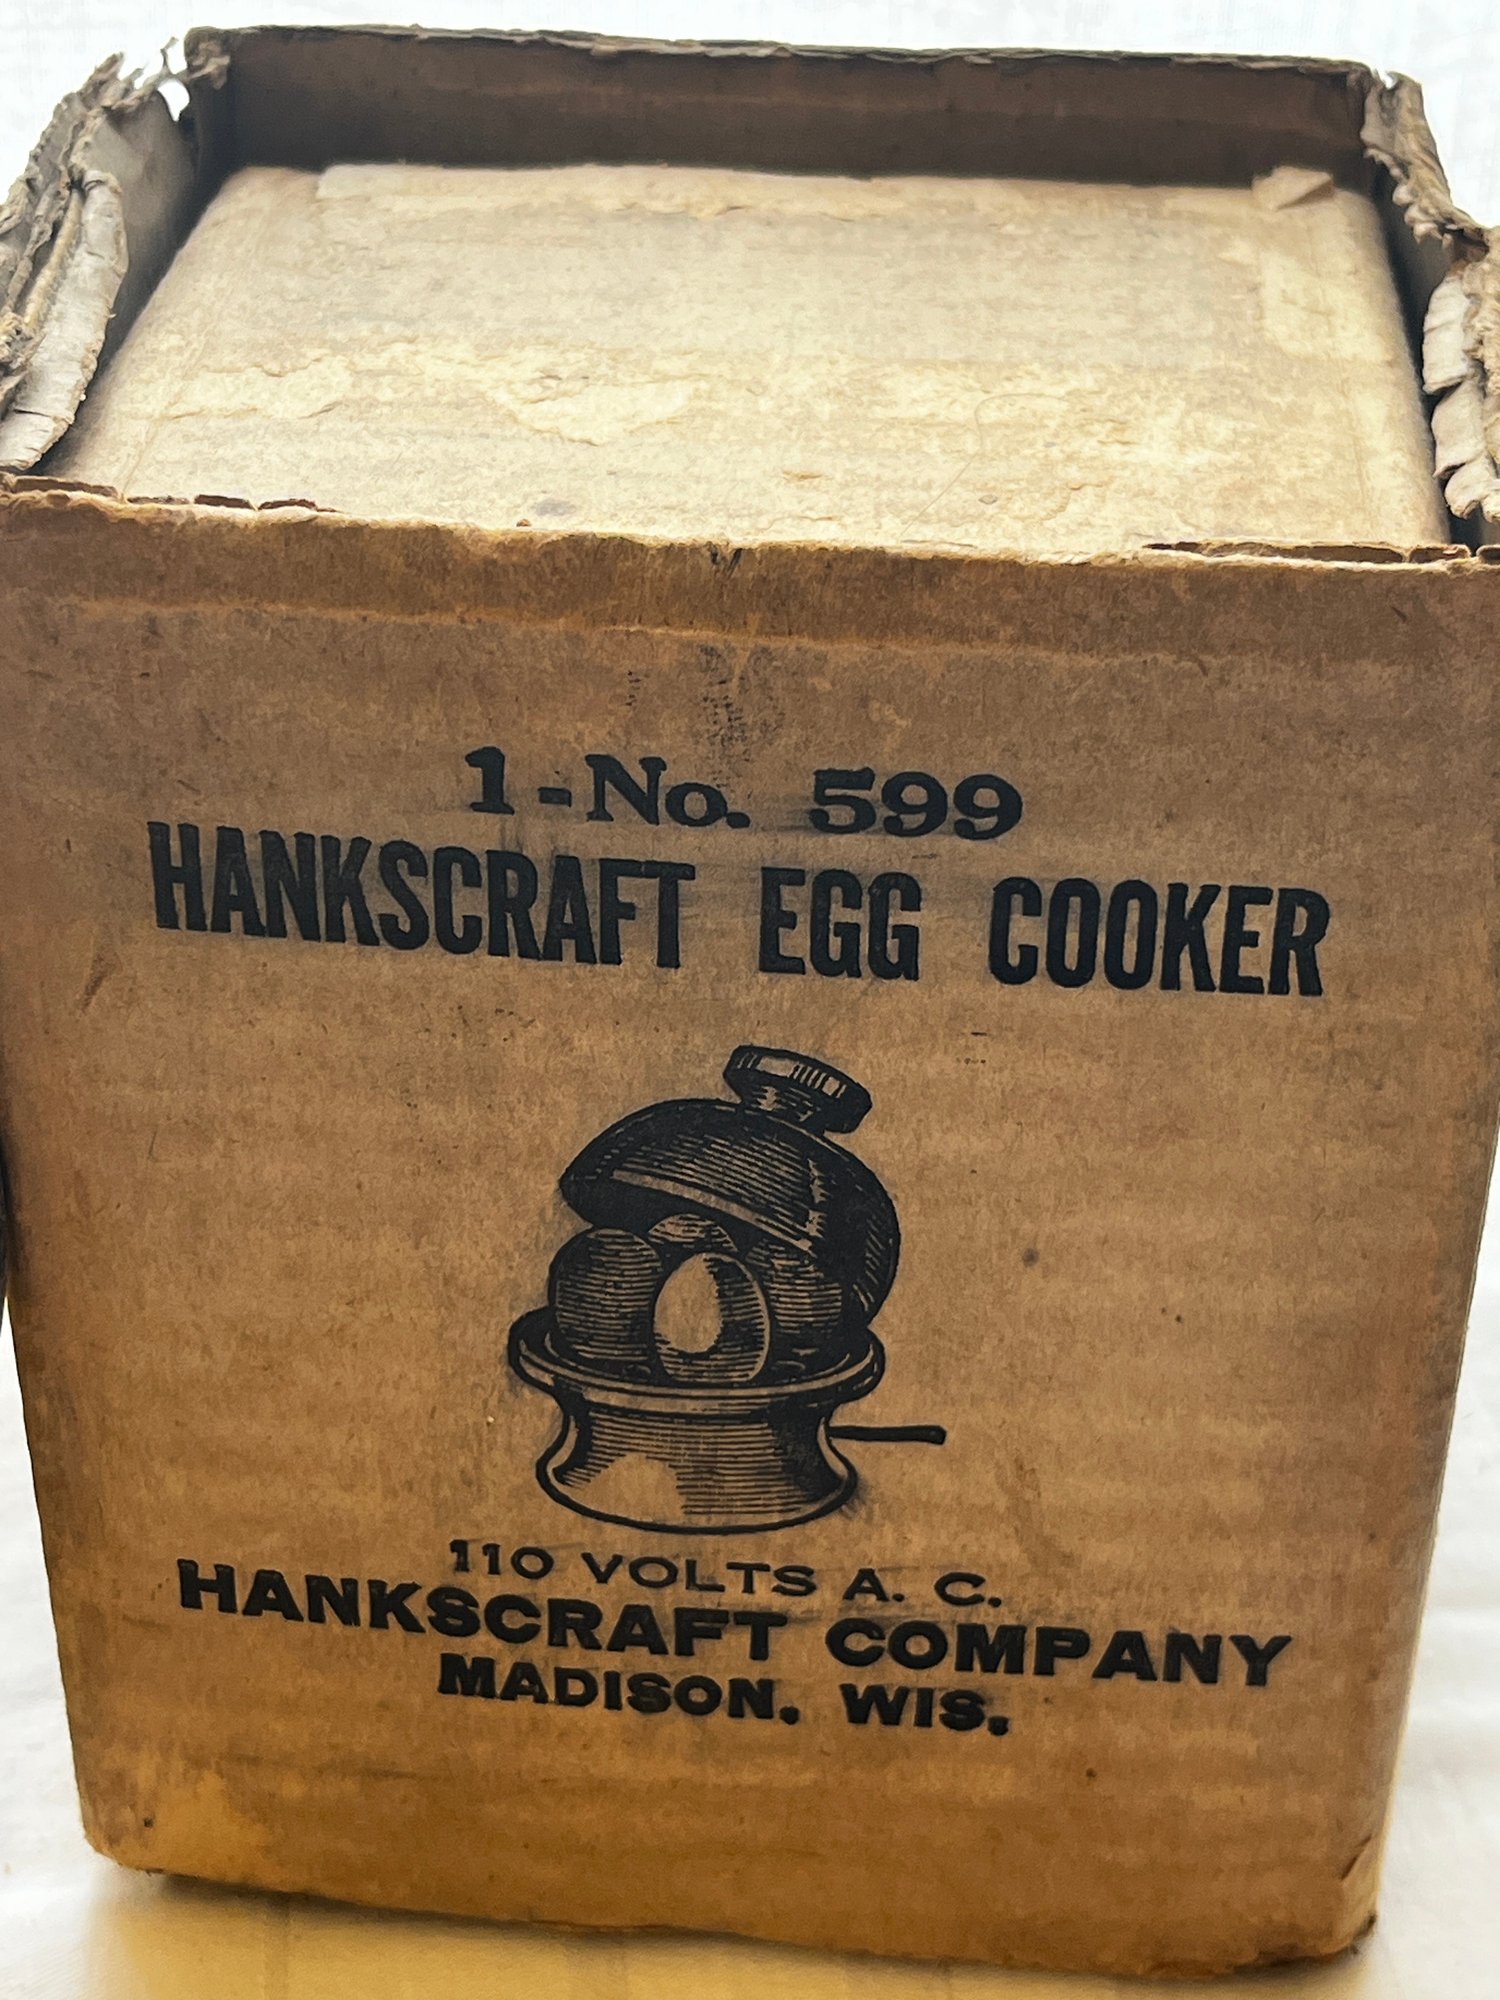 1 - No. 599
HANKSCRAFT EGG COOKER
110 VOLTS A. C.
HANKSCRAFT COMPANY
MADISON, WIS.